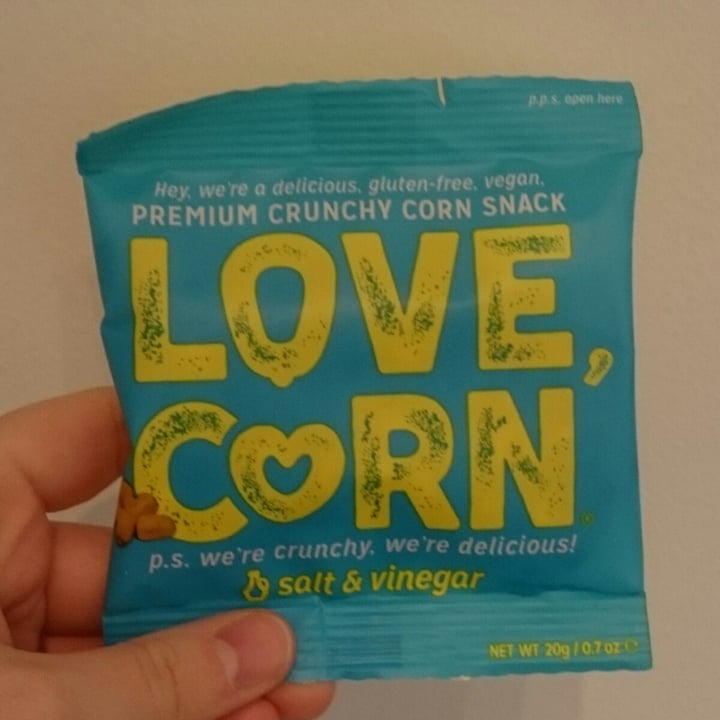 p.p.s. open here
Hey, we're a delicious, gluten-free, vegan,
PREMIUM CRUNCHY CORN SNACK
LOVE,
CORN.
p.s. we're crunchy, we're delicious!
salt & vinegar
NET WT 20g / 0.7 oz ℮